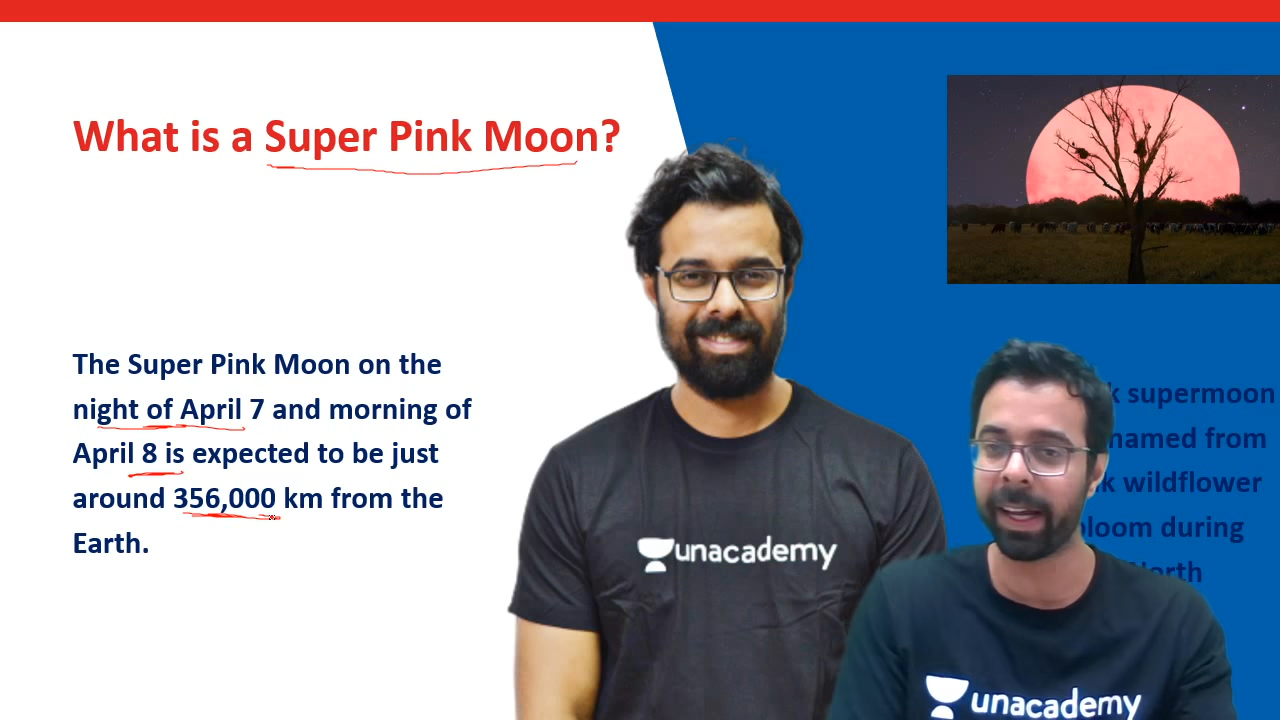 What is a Super Pink Moon?
The Super Pink Moon on the
night of April 7 and morning of
April 8 is expected to be just
around 356,000 km from the
Earth.
supermoon
named from
wildflower
bloom during
North
unacademy
unacademy